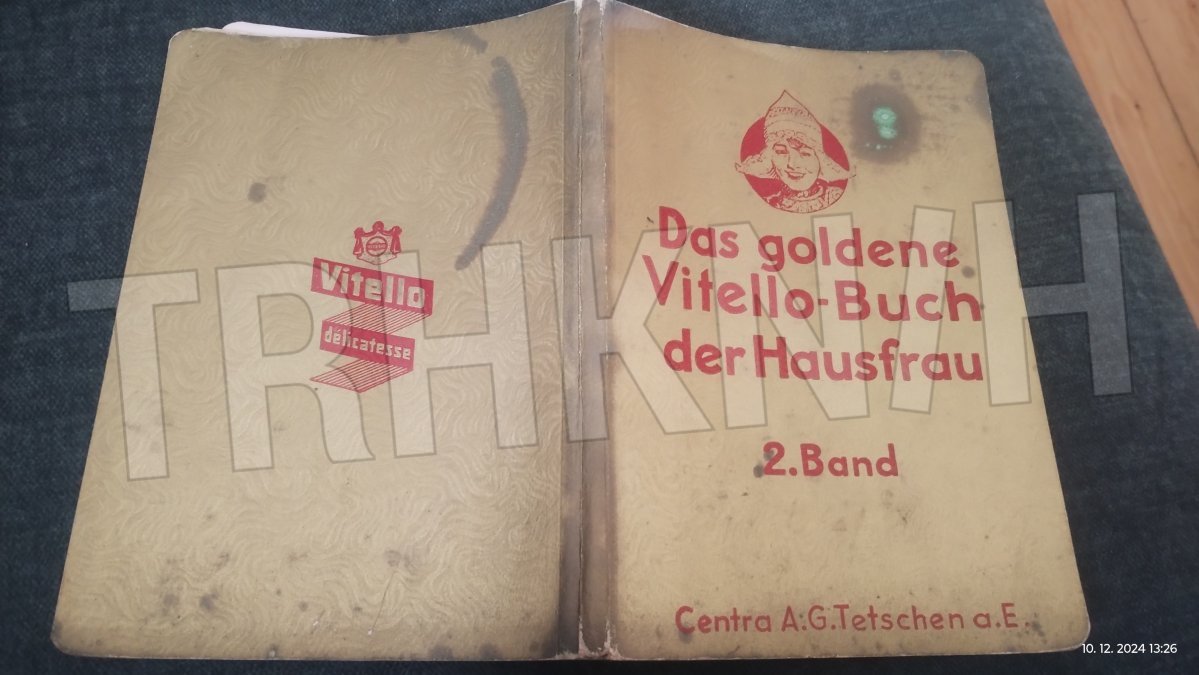 Vitello
délicatesse
Das goldene
Vitello-Buch
der Hausfrau
2.Band
Centra A.G.Tetschen a.E.
TRHKNIH
10. 12. 2024 13:26